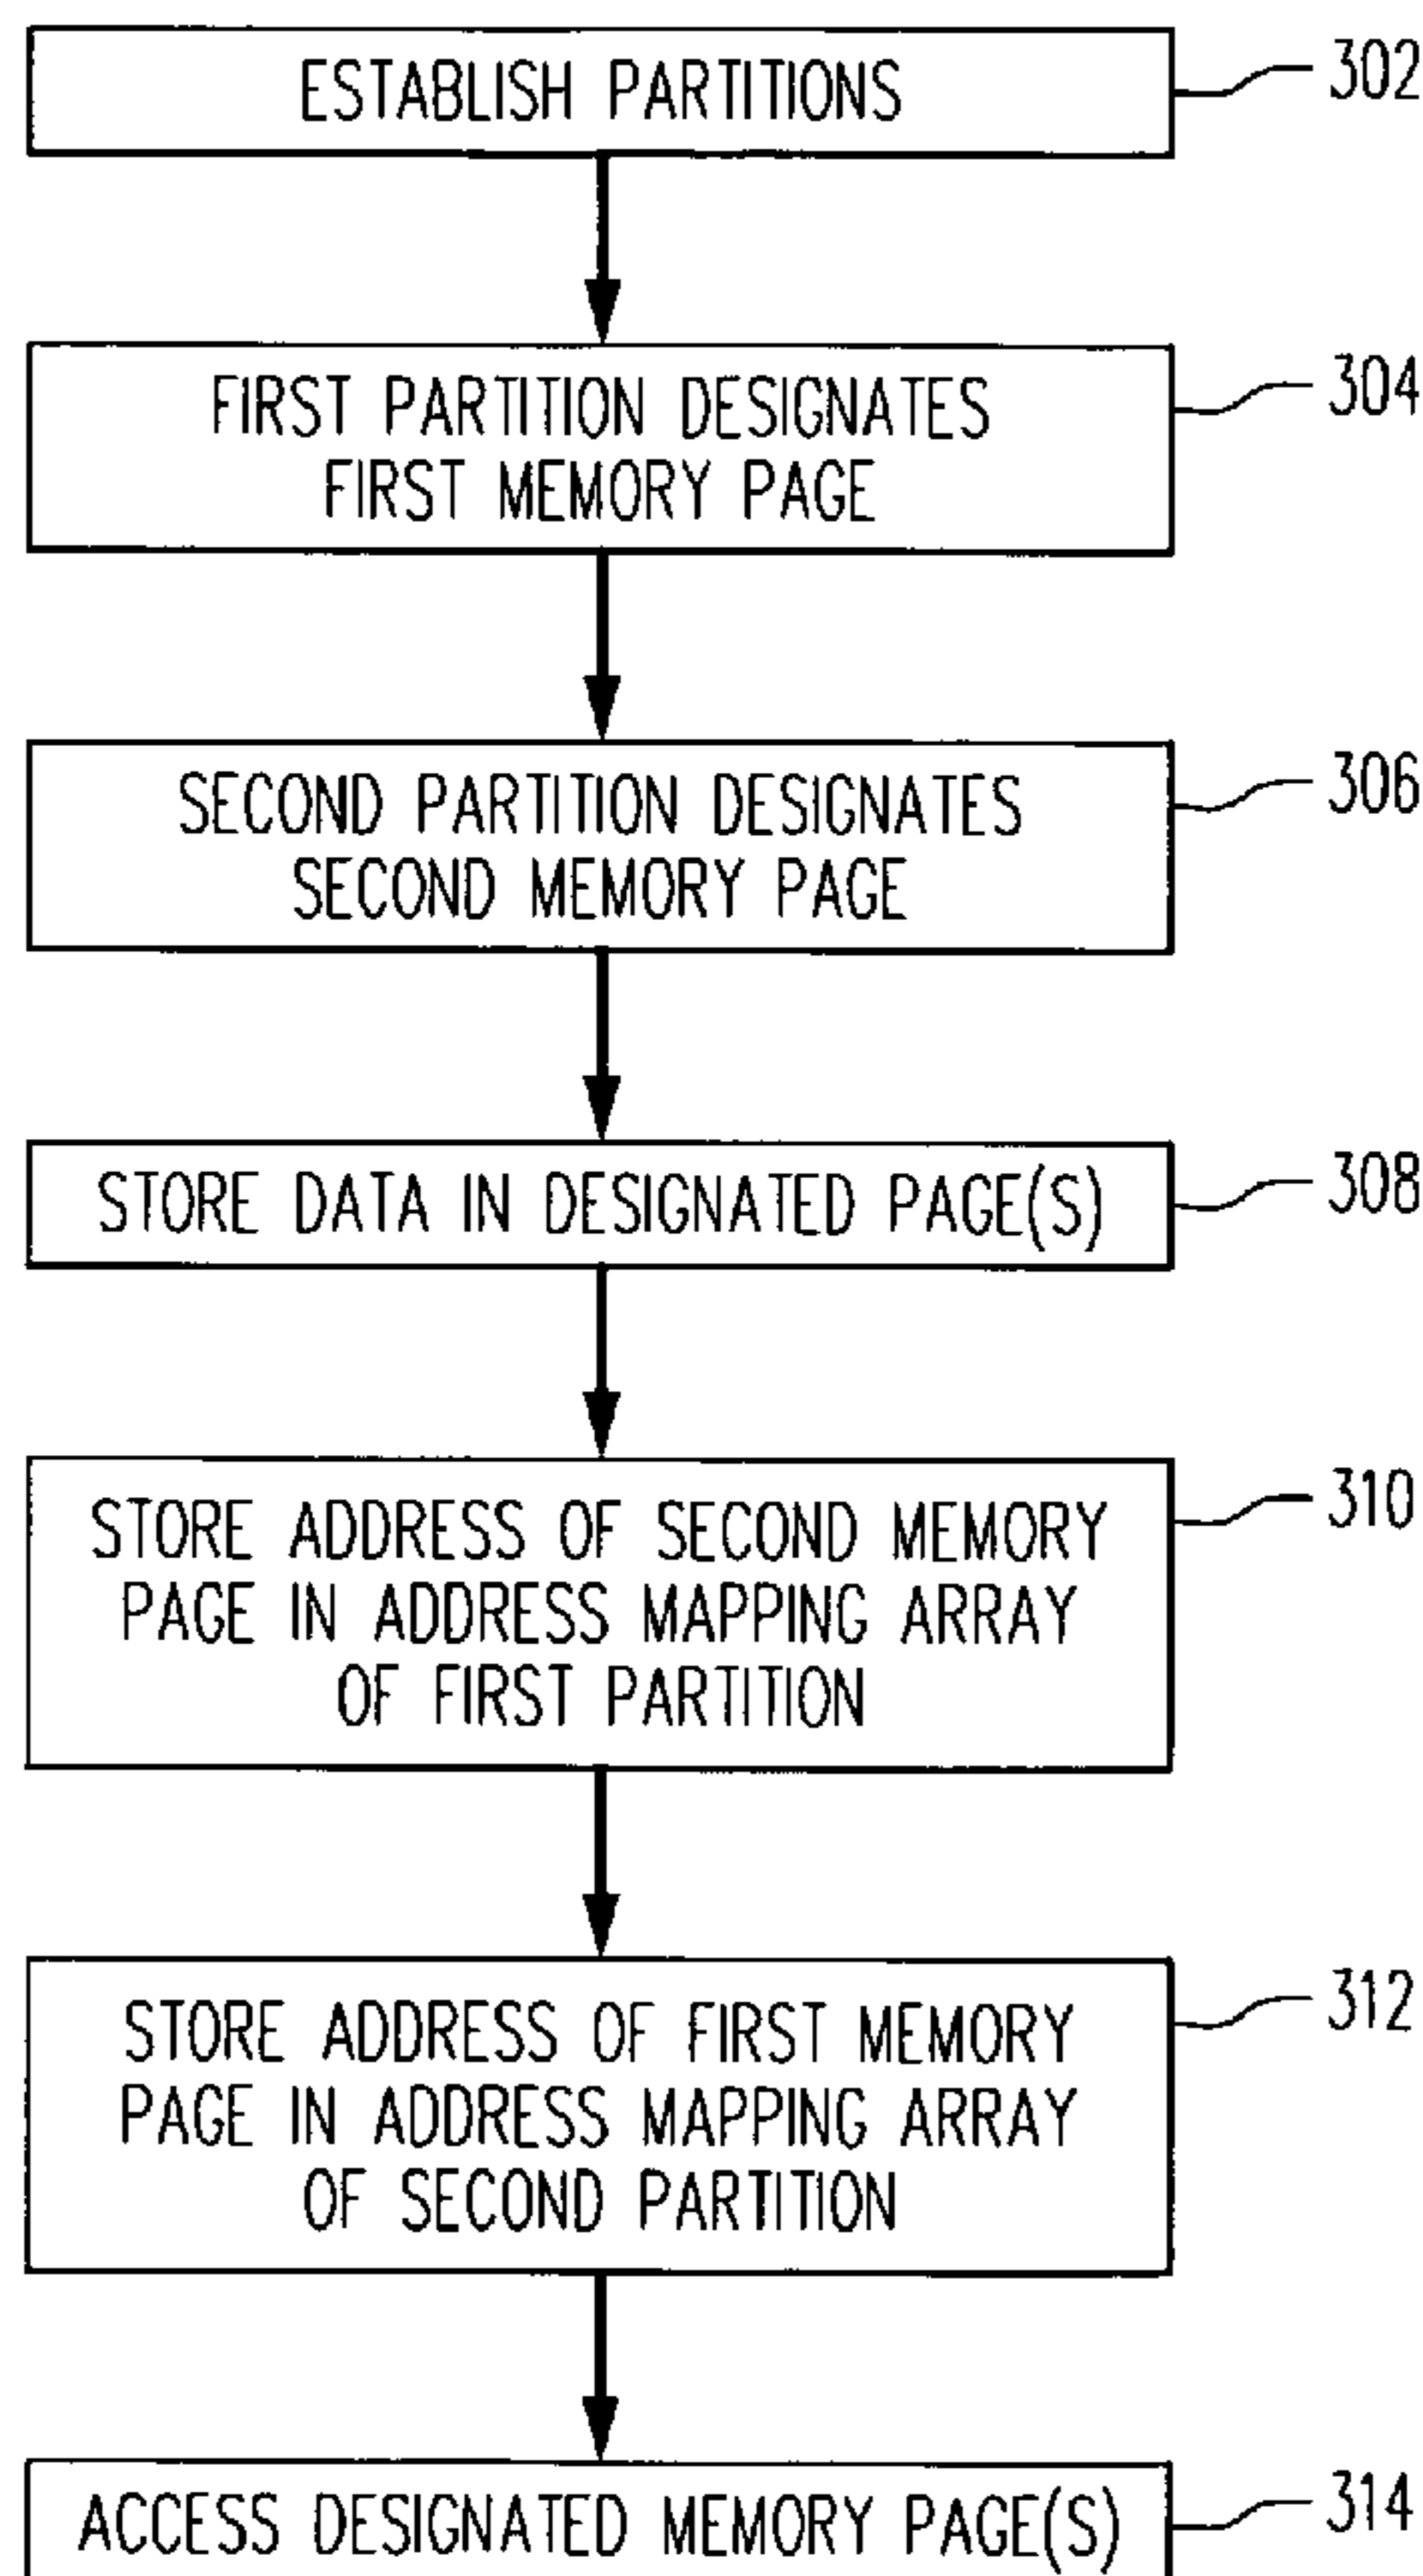 ESTABLISH PARTITIONS
302
FIRST PARTITION DESIGNATES
FIRST MEMORY PAGE
304
SECOND PARTITION DESIGNATES
SECOND MEMORY PAGE
306
STORE DATA IN DESIGNATED PAGE(S)
308
STORE ADDRESS OF SECOND MEMORY
PAGE IN ADDRESS MAPPING ARRAY
OF FIRST PARTITION
310
STORE ADDRESS OF FIRST MEMORY
PAGE IN ADDRESS MAPPING ARRAY
OF SECOND PARTITION
312
ACCESS DESIGNATED MEMORY PAGE(S)
314